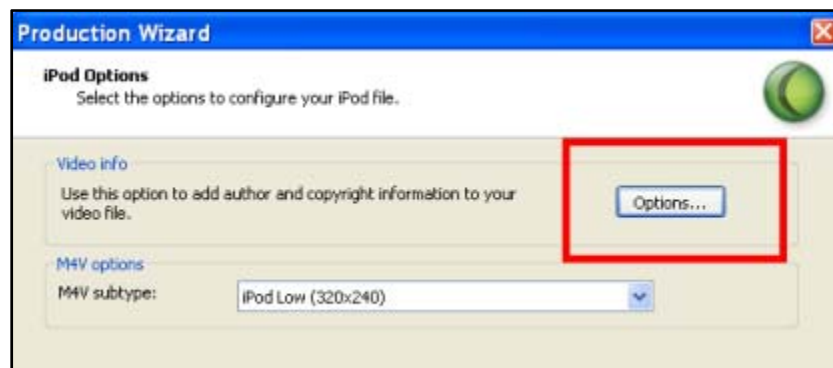 Production Wizard
iPod Options
Select the options to configure your iPod file.
Video info
Use this option to add author and copyright information to your
video file.
Options...
M4V options
M4V subtype:
iPod Low (320x240)